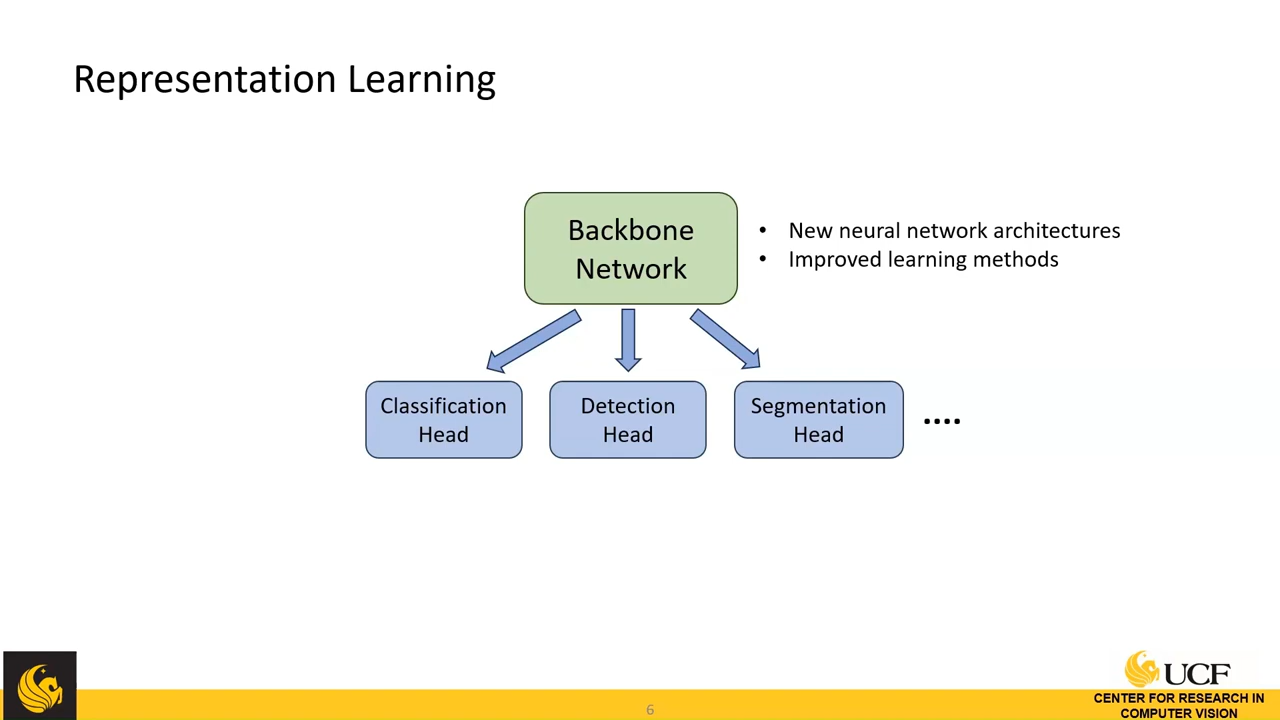 Representation Learning
Backbone
Network
• New neural network architectures
• Improved learning methods
Classification
Head
Detection
Head
Segmentation
Head
....
6
UCF
CENTER FOR RESEARCH IN
COMPUTER VISION